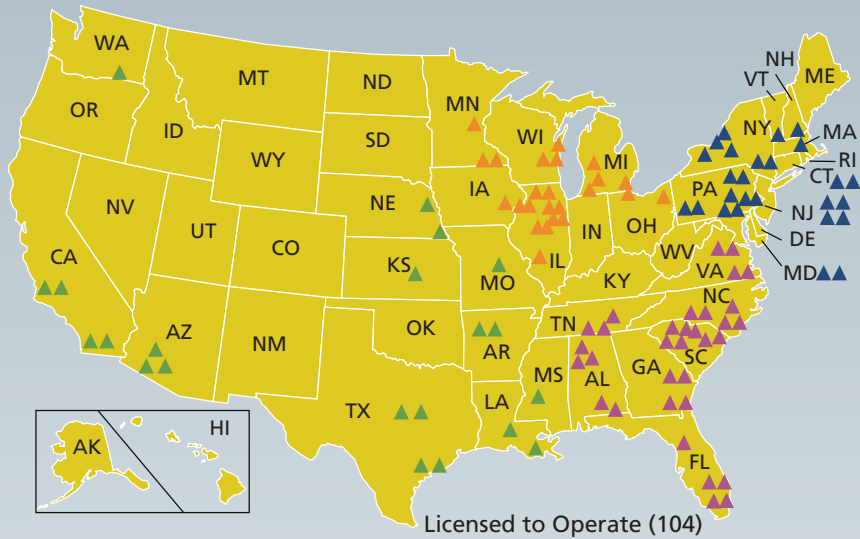 WA
MT
ND
MN
OR
ID
WY
SD
WI
MI
NH
VT
ME
NY
MA
RI
CT
NV
UT
CO
NE
IA
IL
IN
OH
PA
NJ
DE
MD
CA
AZ
NM
KS
OK
MO
KY
WV
VA
NC
TN
SC
AR
MS
AL
GA
TX
LA
FL
AK
HI
Licensed to Operate (104)